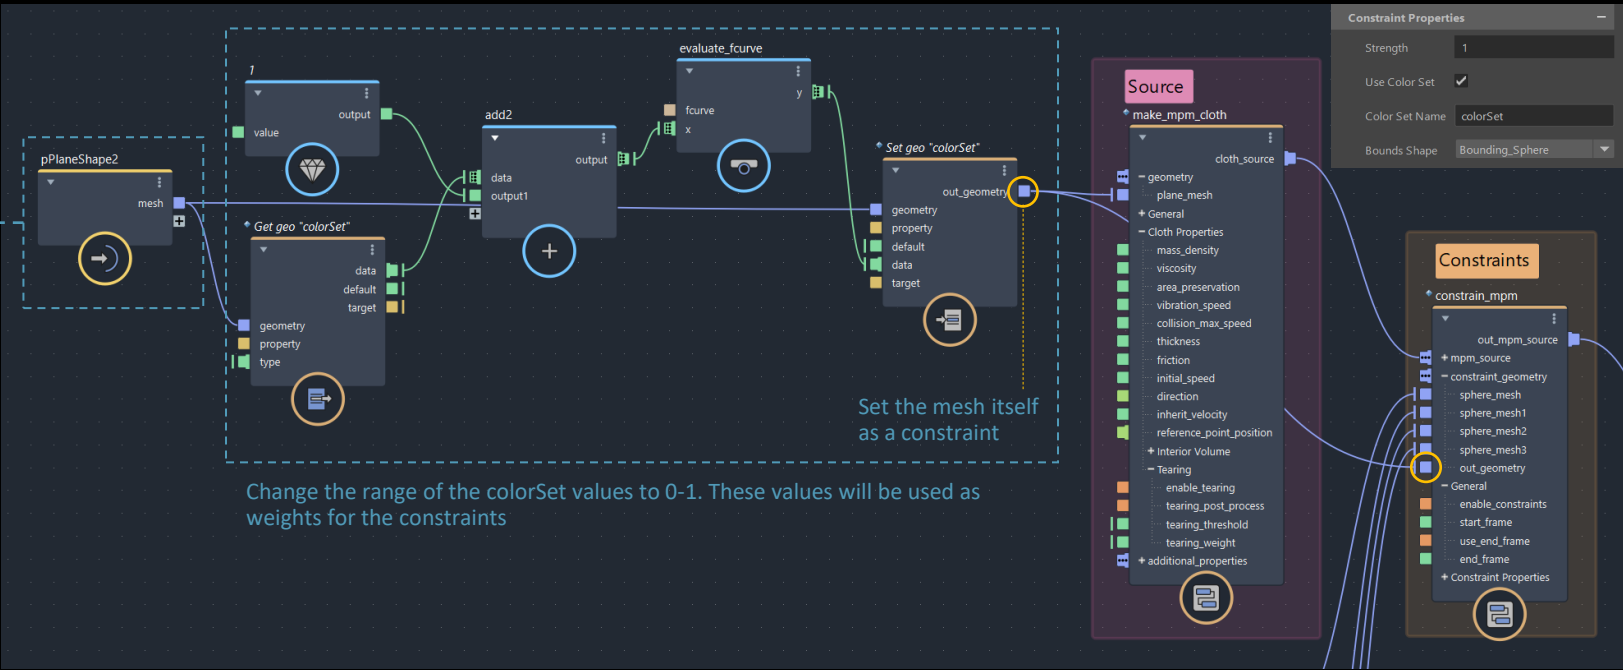 pPlaneShape2
mesh
1
output
value
Get geo "colorSet"
data
default
target
geometry
property
type
add2
output
data
output1
evaluate_fcurve
y
fcurve
x
Set geo "colorSet"
out_geometry
geometry
property
default
data
target
Set the mesh itself
as a constraint
Change the range of the colorSet values to 0-1. These values will be used as
weights for the constraints
Source
make_mpm_cloth
cloth_source
geometry
plane_mesh
General
Cloth Properties
mass_density
viscosity
area_preservation
vibration_speed
collision_max_speed
thickness
friction
initial_speed
direction
inherit_velocity
reference_point_position
Interior Volume
Tearing
enable_tearing
tearing_post_process
tearing_threshold
tearing_weight
additional_properties
Constraint Properties
Strength 1
Use Color Set
Color Set Name colorSet
Bounds Shape Bounding_Sphere
Constraints
constrain_mpm
out_mpm_source
mpm_source
constraint_geometry
sphere_mesh
sphere_mesh1
sphere_mesh2
sphere_mesh3
out_geometry
General
enable_constraints
start_frame
use_end_frame
end_frame
Constraint Properties